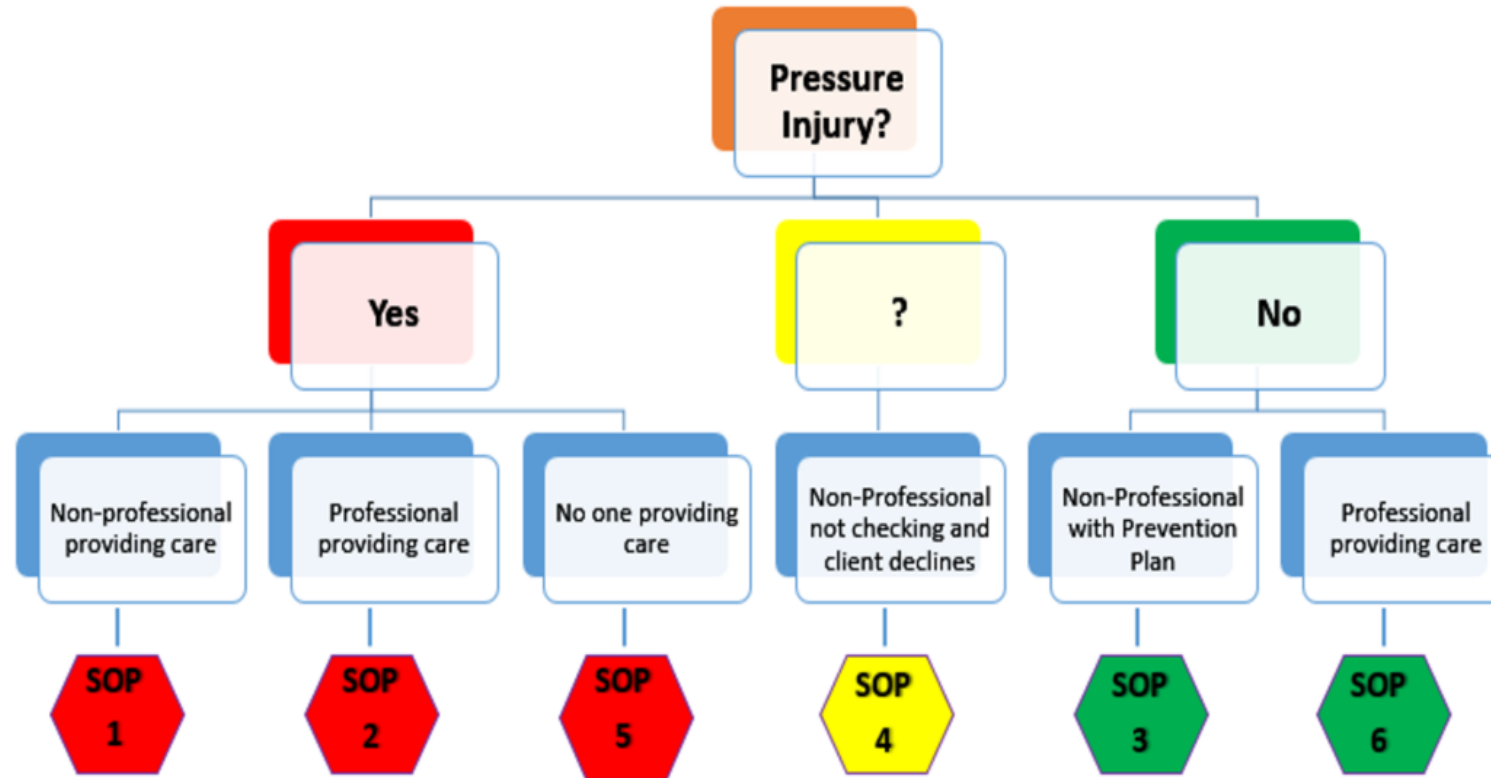 Pressure
Injury?
Yes
?
No
Non-professional
providing care
Professional
providing care
No one providing
care
Non-Professional
not checking and
client declines
Non-Professional
with Prevention
Plan
Professional
providing care
SOP
1
SOP
2
SOP
5
SOP
4
SOP
3
SOP
6